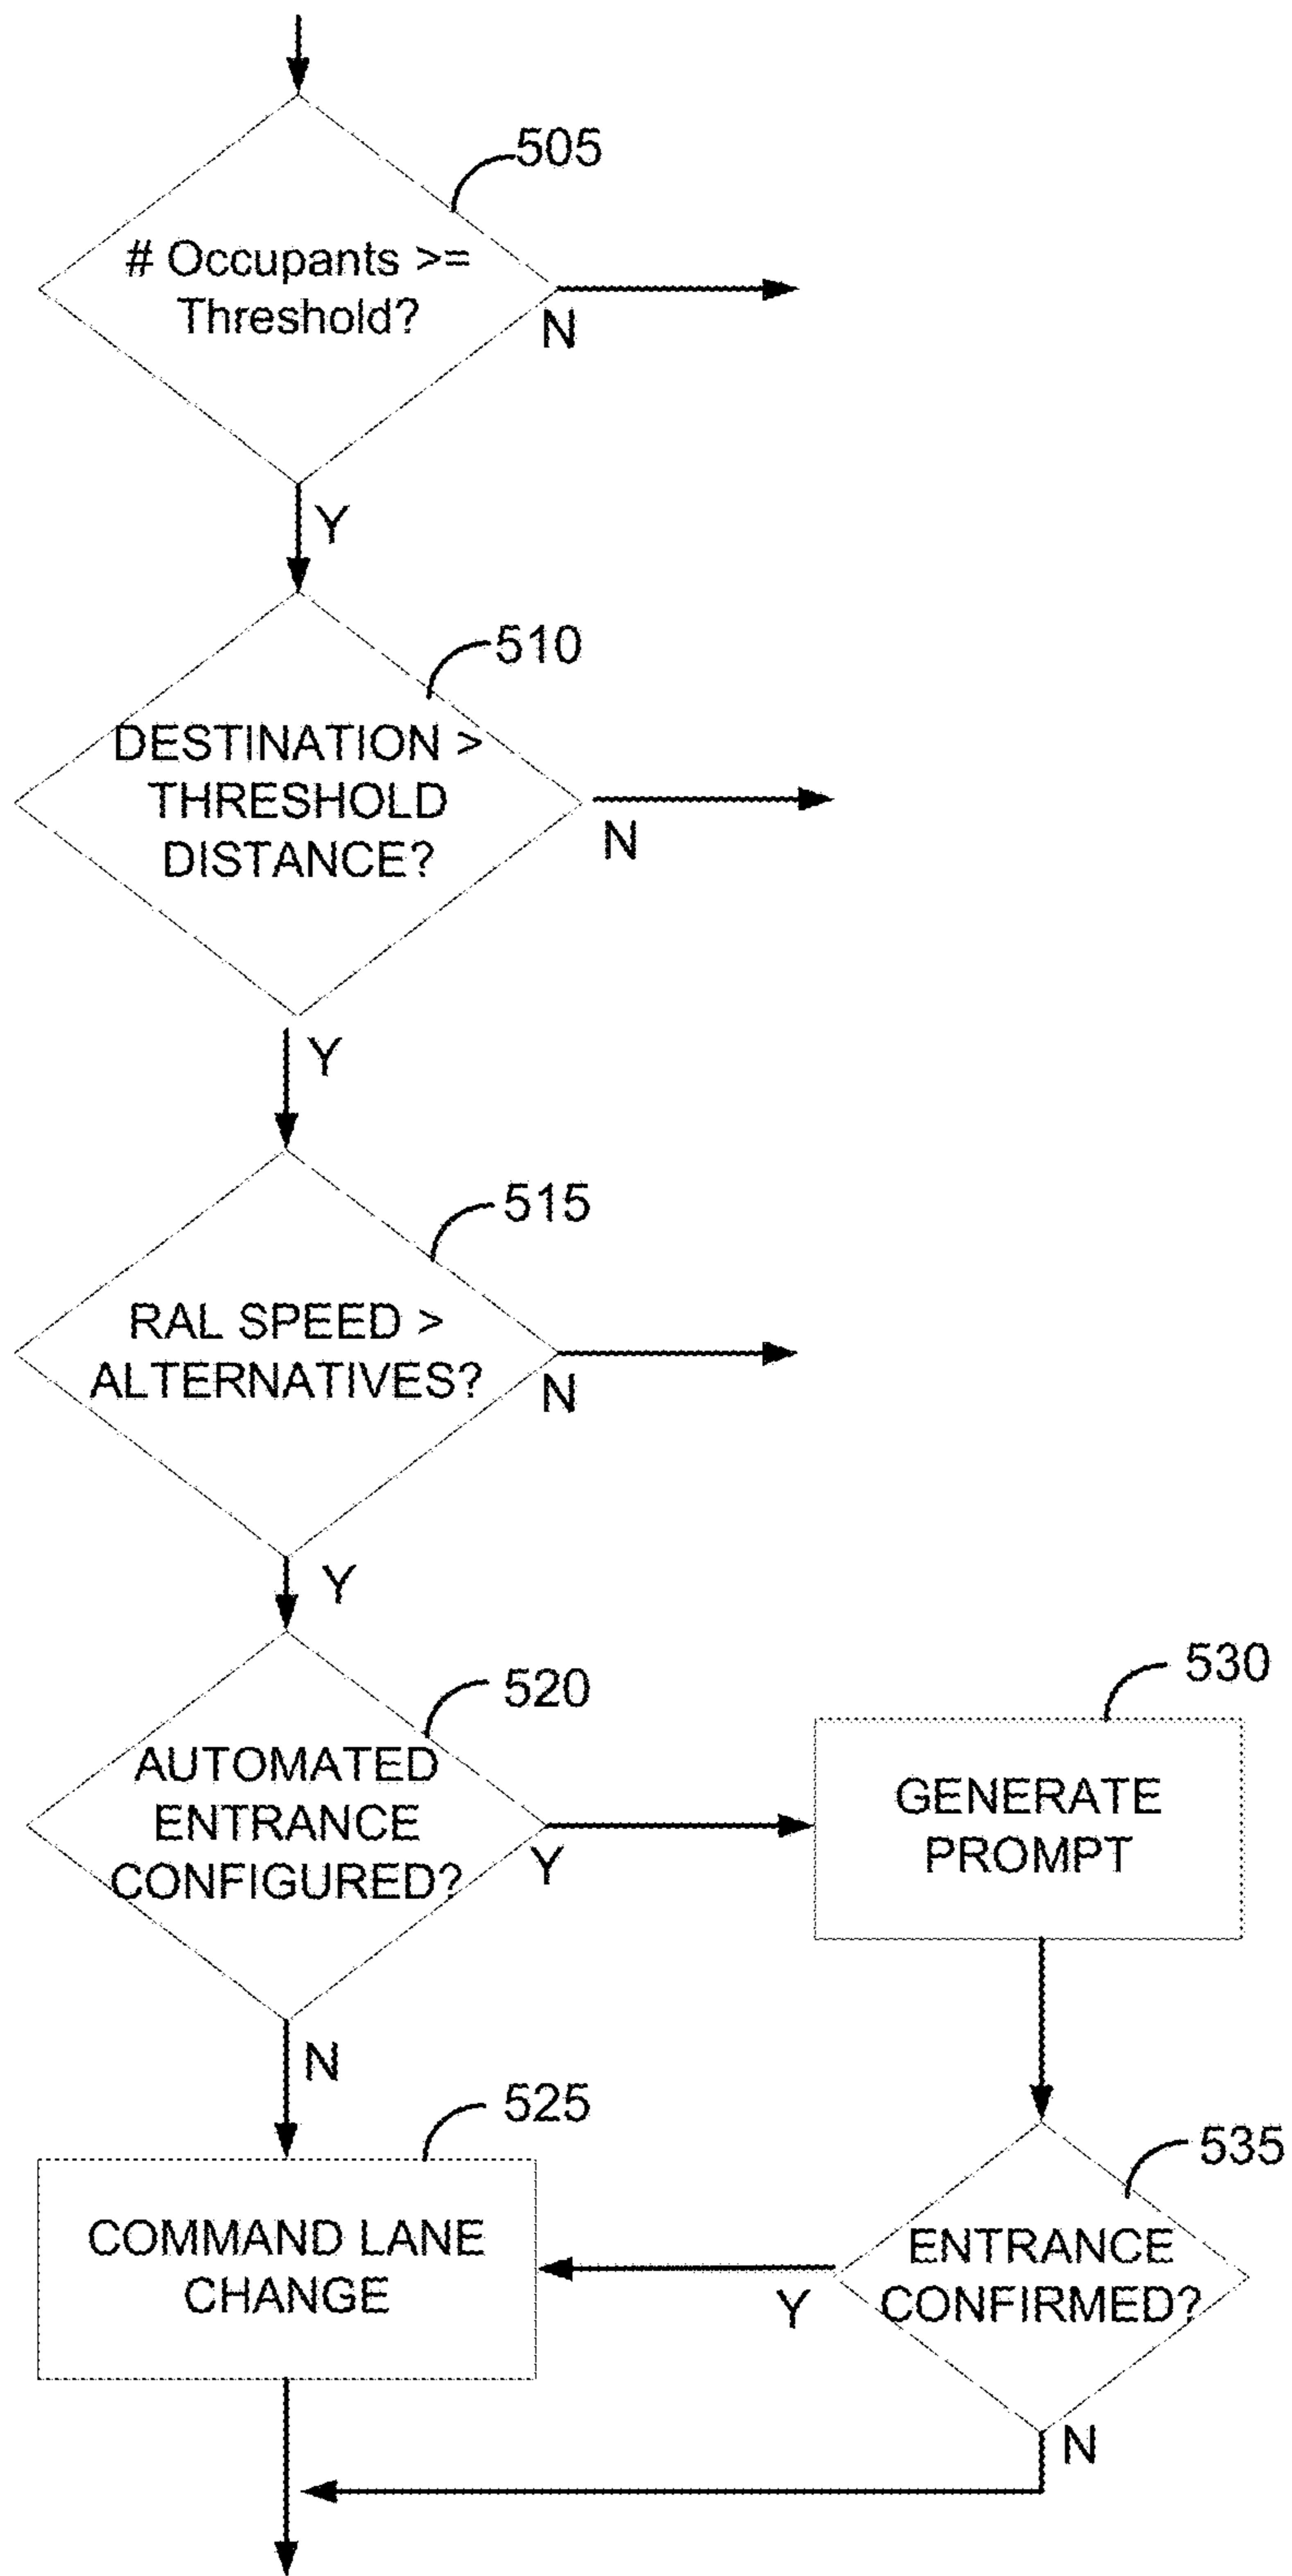 505
# Occupants >=
Threshold?
N
Y
510
DESTINATION >
THRESHOLD
DISTANCE?
N
Y
515
RAL SPEED >
ALTERNATIVES?
N
Y
520
AUTOMATED
ENTRANCE
CONFIGURED?
Y
N
530
GENERATE
PROMPT
525
COMMAND LANE
CHANGE
535
ENTRANCE
CONFIRMED?
Y
N